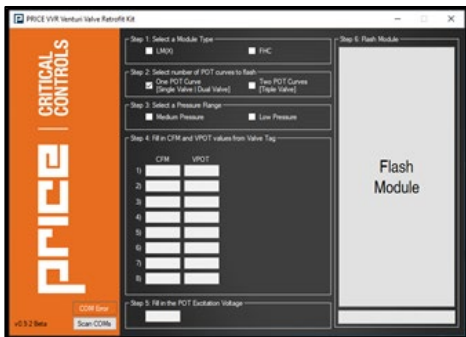 PRICE VVR Venturi Valve Retrofit Kit
price | CRITICAL CONTROLS
Step 1: Select a Module Type
LM(X)
FHC
Step 2: Select number of POT curves to flash
One POT Curve
[Single Valve | Dual Valve]
Two POT Curves
[Triple Valve]
Step 3: Select a Pressure Range
Medium Pressure
Low Pressure
Step 4: Fill in CFM and VPOT values from Valve Tag
CFM VPOT
1)
2)
3)
4)
5)
6)
7)
8)
Step 5: Fill in the POT Excitation Voltage
COM Error
v0.5.2 Beta
Scan COMs
Step 6: Flash Module
Flash
Module